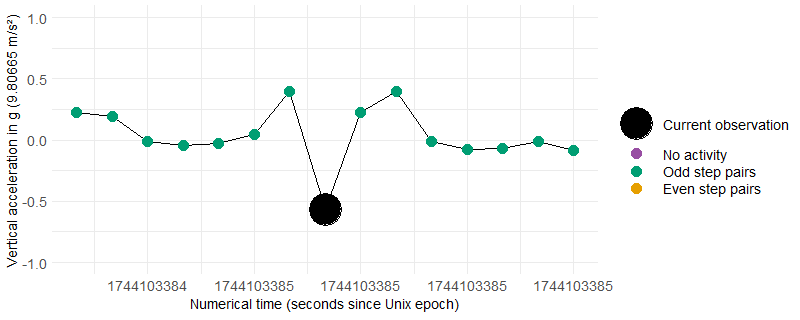 Vertical acceleration in g (9.80665 m/s²)
1.0
0.5
0.0
-0.5
-1.0
1744103384 1744103385 1744103385 1744103385 1744103385
Numerical time (seconds since Unix epoch)
Current observation
No activity
Odd step pairs
Even step pairs